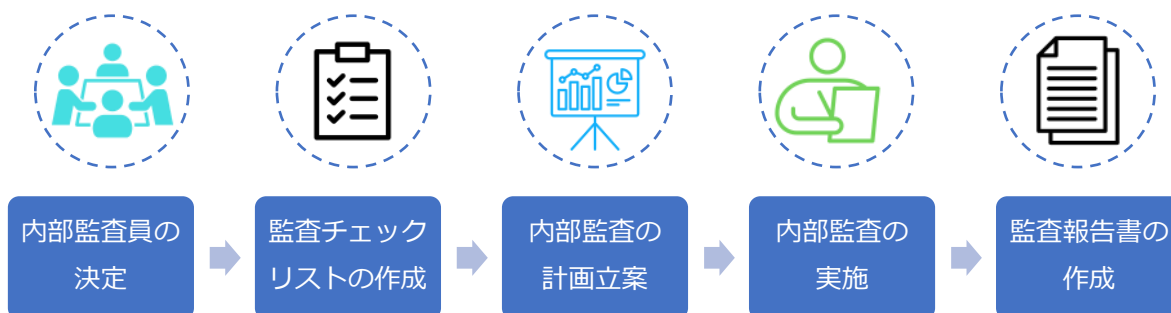 内部監査員の
決定
監査チェック
リストの作成
内部監査の
計画立案
内部監査の
実施
監査報告書の
作成